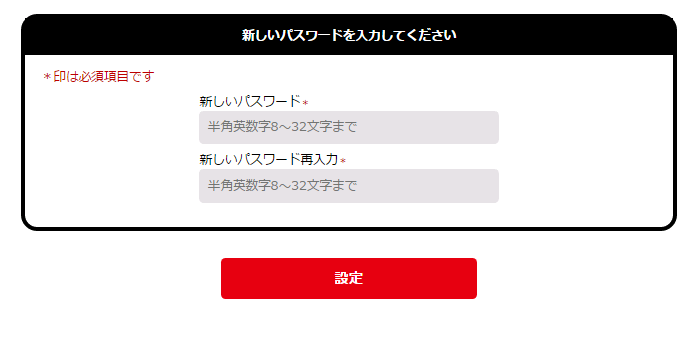 新しいパスワードを入力してください
＊印は必須項目です
新しいパスワード＊
半角英数字8～32文字まで
新しいパスワード再入力＊
半角英数字8～32文字まで
設定